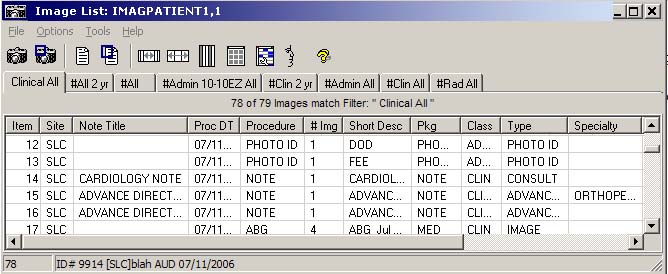 Image List: IMAGPATIENT1,1
File Options Tools Help
Clinical All #All 2 yr #All #Admin 10-10EZ All #Clin 2 yr #Admin All #Clin All #Rad All
78 of 79 Images match Filter: " Clinical All "
Item Site Note Title Proc DT Procedure # Img Short Desc Pkg Class Type Specialty
12 SLC 07/11... PHOTO ID 1 DOD PHO... AD... PHOTO ID
13 SLC 07/11... PHOTO ID 1 FEE PHO... AD... PHOTO ID
14 SLC CARDIOLOGY NOTE 07/11... NOTE 1 CARDIOL... NOTE CLIN CONSULT
15 SLC ADVANCE DIRECT... 07/11... NOTE 1 ADVANC... NOTE CLI... ADVANCE... ORTHOPE...
16 SLC ADVANCE DIRECT... 07/11... NOTE 1 ADVANC... NOTE CLI... ADVANCE...
17 SLC 07/11... ABG 4 ABG Jul ... MED CLIN IMAGE
78 ID# 9914 [SLC]blah AUD 07/11/2006